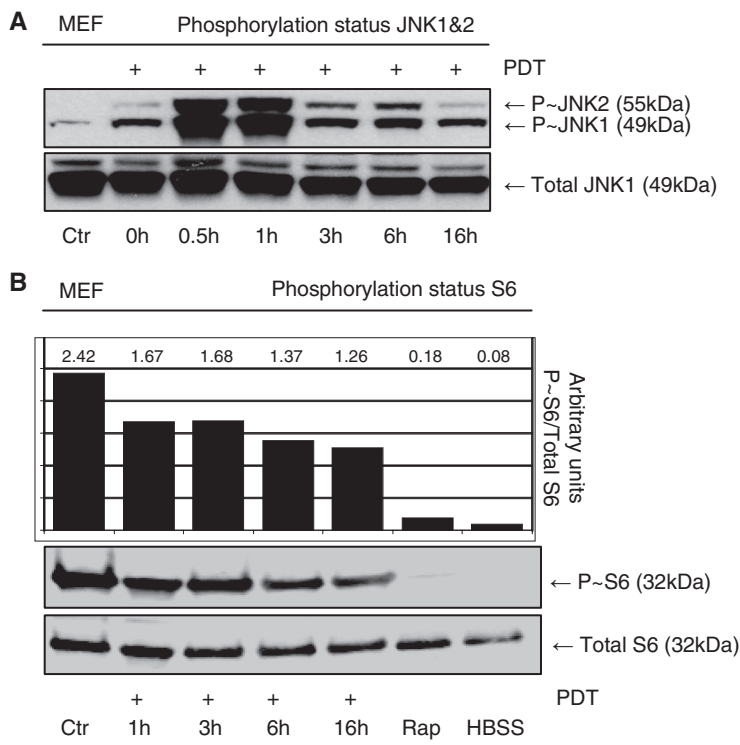 A
MEF Phosphorylation status JNK1&2
+ + + + + + PDT
← P~JNK2 (55kDa)
← P~JNK1 (49kDa)
← Total JNK1 (49kDa)
Ctr 0h 0.5h 1h 3h 6h 16h
B
MEF Phosphorylation status S6
2.42 1.67 1.68 1.37 1.26 0.18 0.08
Arbitrary units
P~S6/Total S6
← P~S6 (32kDa)
← Total S6 (32kDa)
+ + + + PDT
Ctr 1h 3h 6h 16h Rap HBSS